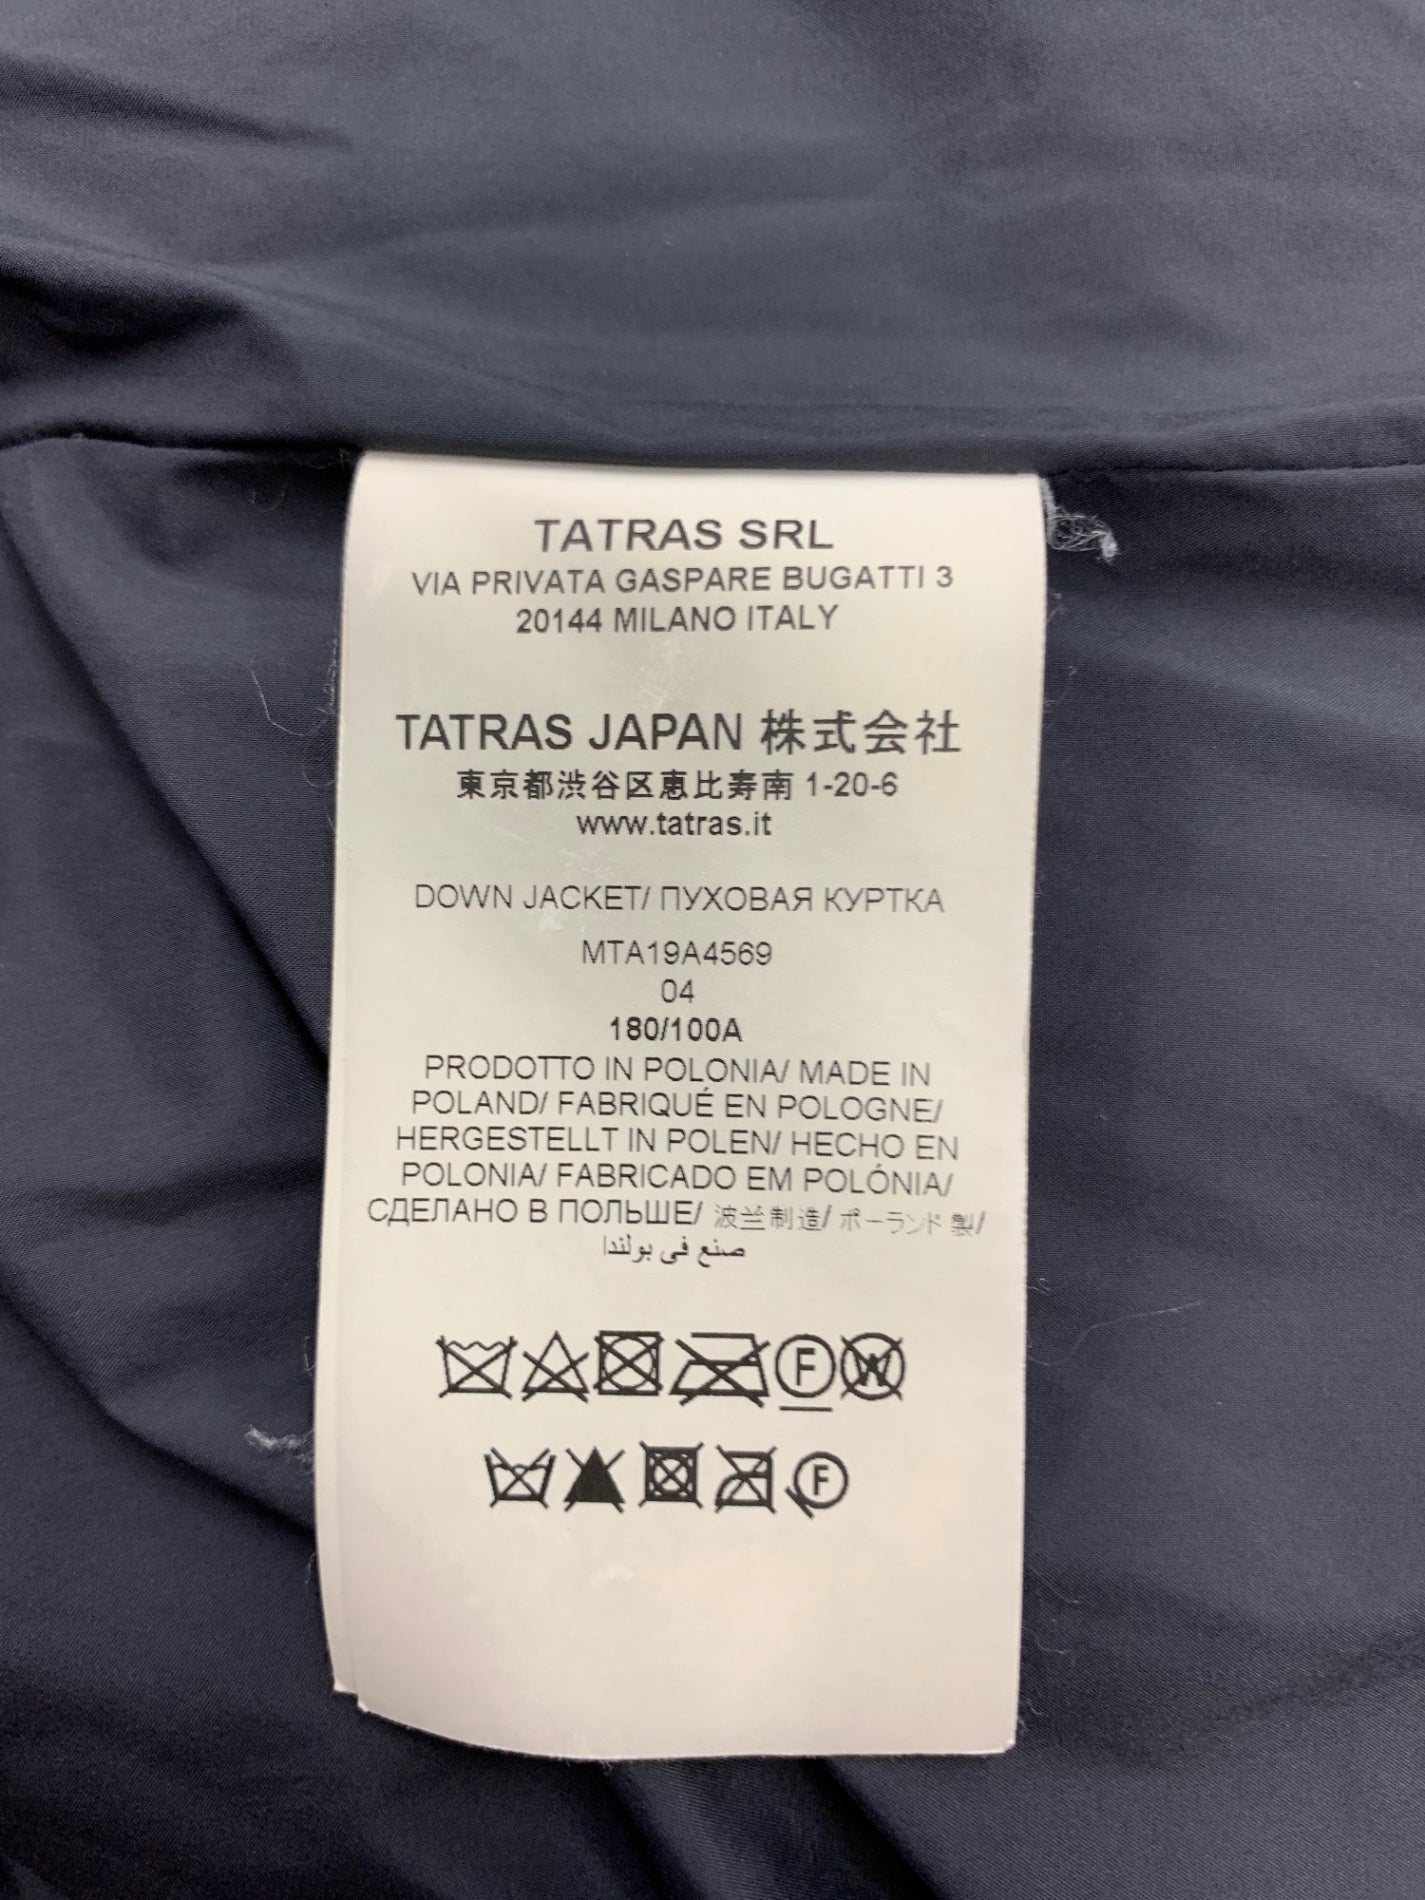 TATRAS SRL
VIA PRIVATA GASPARE BUGATTI 3
20144 MILANO ITALY
TATRAS JAPAN 株式会社
東京都渋谷区恵比寿南 1-20-6
www.tatras.it
DOWN JACKET/ ПУХОВАЯ КУРТКА
MTA19A4569
04
180/100A
PRODOTTO IN POLONIA/ MADE IN
POLAND/ FABRIQUÉ EN POLOGNE/
HERGESTELLT IN POLEN/ HECHO EN
POLONIA/ FABRICADO EM POLÓNIA/
СДЕЛАНО В ПОЛЬШЕ/ 波兰制造/ ポーランド 製/
صنع في بولندا
F W
F